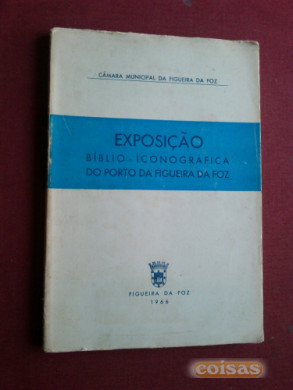 CÂMARA MUNICIPAL DA FIGUEIRA DA FOZ
EXPOSIÇÃO
BÍBLIO-ICONOGRÁFICA
DO PORTO DA FIGUEIRA DA FOZ
FIGUEIRA DA FOZ
1966
coisas